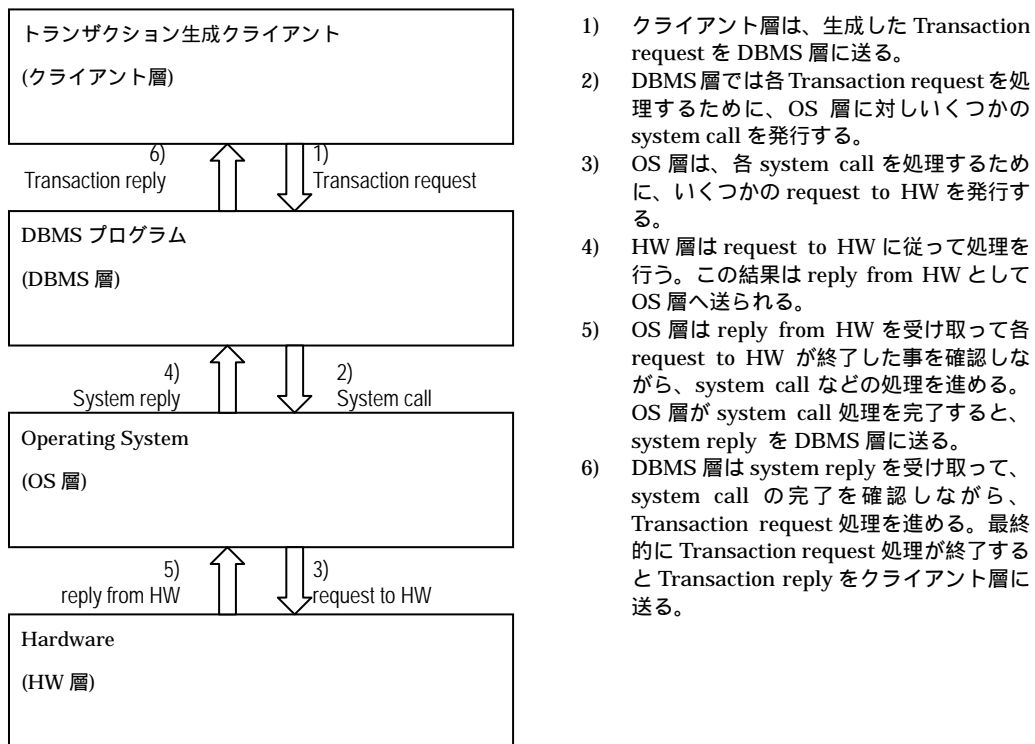 トランザクション生成クライアント
(クライアント層)
6)
Transaction reply
1)
Transaction request
DBMS プログラム
(DBMS 層)
4)
System reply
2)
System call
Operating System
(OS 層)
5)
reply from HW
3)
request to HW
Hardware
(HW 層)
1) クライアント層は、生成した Transaction
request を DBMS 層に送る。
2) DBMS 層では各 Transaction request を処
理するために、OS 層に対しいくつかの
system call を発行する。
3) OS 層は、各 system call を処理するため
に、いくつかの request to HW を発行す
る。
4) HW 層は request to HW に従って処理を
行う。この結果は reply from HW として
OS 層へ送られる。
5) OS 層は reply from HW を受け取って各
request to HW が終了した事を確認しな
がら、system call などの処理を進める。
OS 層が system call 処理を完了すると、
system reply を DBMS 層に送る。
6) DBMS 層は system reply を受け取って、
system call の完了を確認しながら、
Transaction request 処理を進める。最終
的に Transaction request 処理が終了する
と Transaction reply をクライアント層に
送る。